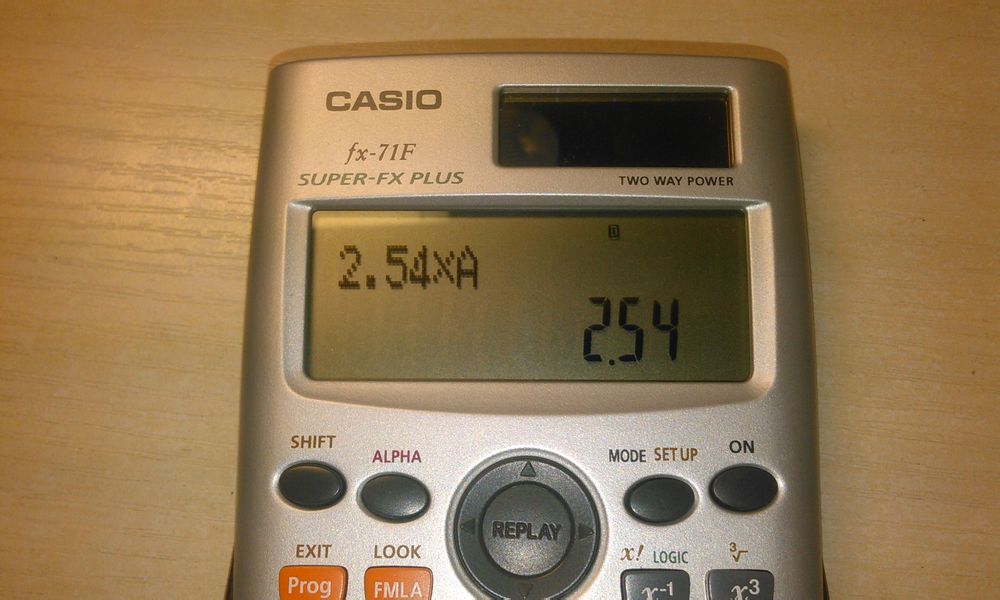 CASIO
fx-71F
SUPER-FX PLUS
TWO WAY POWER
D
2.54×A
2.54
SHIFT
ALPHA
MODE SETUP
ON
REPLAY
EXIT
LOOK
x! LOGIC
³√
Prog
FMLA
x⁻¹
x³